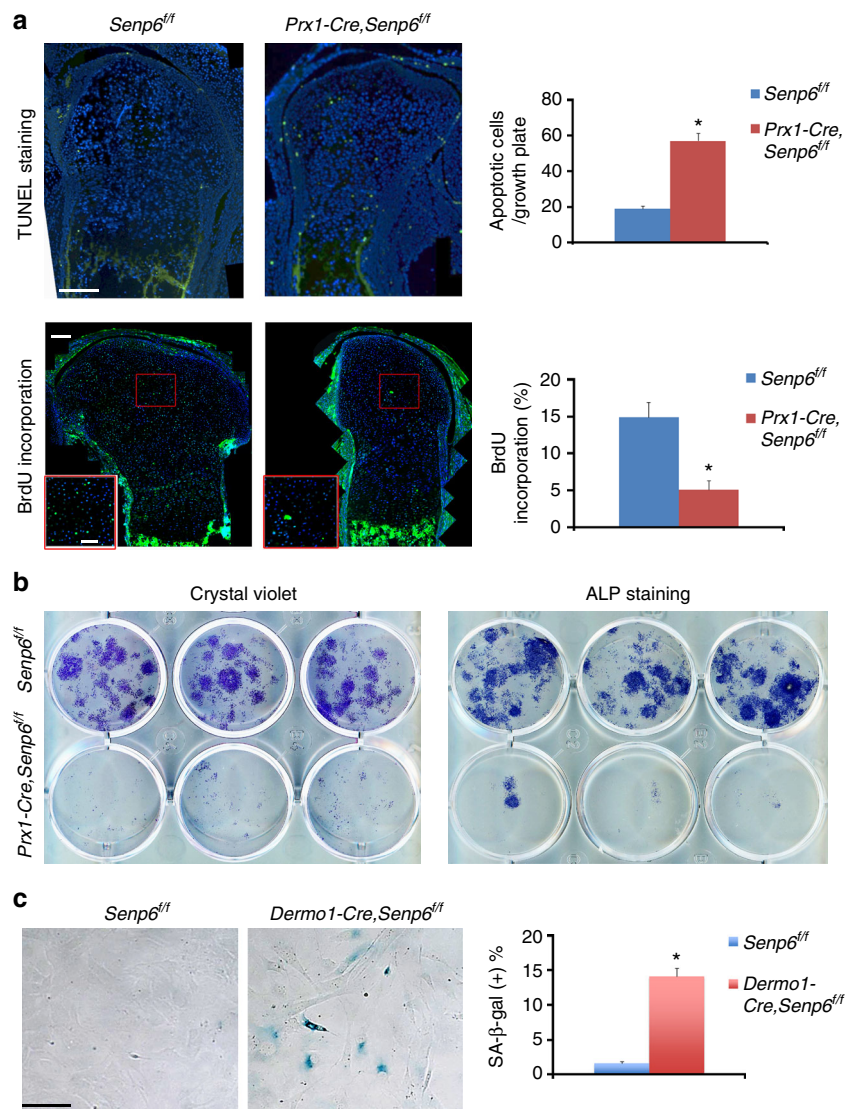 a
Senp6f/f
Prx1-Cre,Senp6f/f
TUNEL staining
Apoptotic cells
/growth plate
80
60
40
20
0
*
Senp6f/f
Prx1-Cre,
Senp6f/f
BrdU incorporation
BrdU
incorporation (%)
20
15
10
5
0
*
Senp6f/f
Prx1-Cre,
Senp6f/f
b
Crystal violet
ALP staining
Senp6f/f
Prx1-Cre,Senp6f/f
c
Senp6f/f
Dermo1-Cre,Senp6f/f
SA-β-gal (+) %
20
15
10
5
0
*
Senp6f/f
Dermo1-
Cre,Senp6f/f